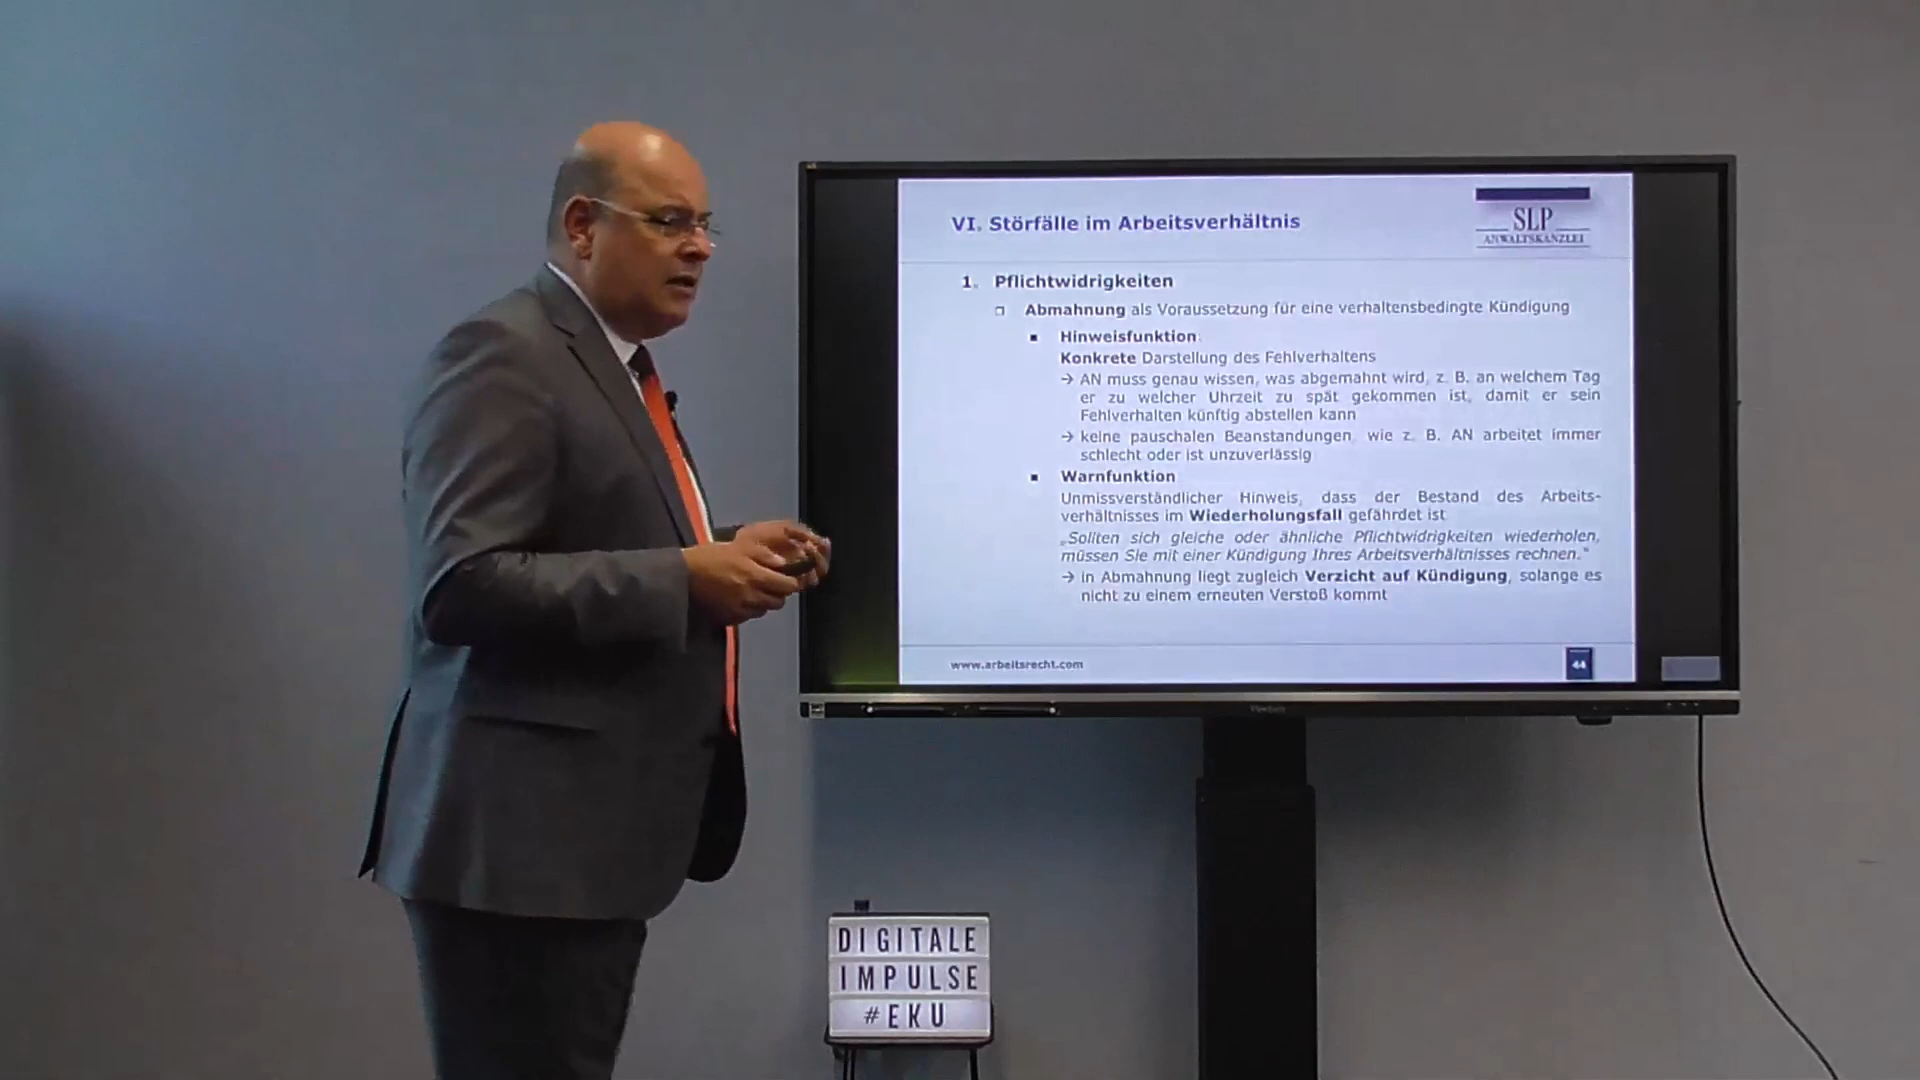 VI. Störfälle im Arbeitsverhältnis
SLP
ANWALTSKANZLEI
1. Pflichtwidrigkeiten
Abmahnung als Voraussetzung für eine verhaltensbedingte Kündigung
Hinweisfunktion:
Konkrete Darstellung des Fehlverhaltens
→ AN muss genau wissen, was abgemahnt wird, z. B. an welchem Tag
er zu welcher Uhrzeit zu spät gekommen ist, damit er sein
Fehlverhalten künftig abstellen kann
→ keine pauschalen Beanstandungen, wie z. B. AN arbeitet immer
schlecht oder ist unzuverlässig
Warnfunktion
Unmissverständlicher Hinweis, dass der Bestand des Arbeits-
verhältnisses im Wiederholungsfall gefährdet ist
„Sollten sich gleiche oder ähnliche Pflichtwidrigkeiten wiederholen,
müssen Sie mit einer Kündigung Ihres Arbeitsverhältnisses rechnen."
→ in Abmahnung liegt zugleich Verzicht auf Kündigung, solange es
nicht zu einem erneuten Verstoß kommt
www.arbeitsrecht.com
44
DIGITALE
IMPULSE
#EKU